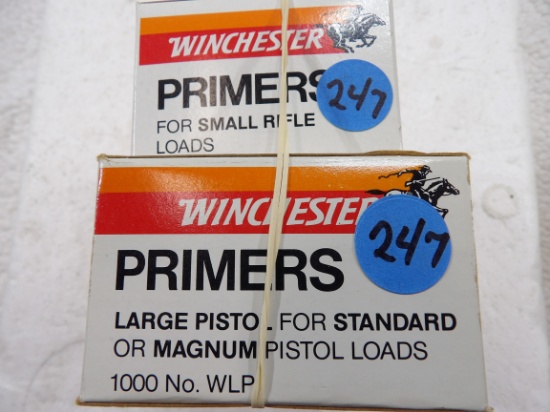 WINCHESTER
PRIMERS 247
FOR SMALL RIFLE
LOADS
WINCHESTER
PRIMERS 247
LARGE PISTOL FOR STANDARD
OR MAGNUM PISTOL LOADS
1000 No. WLP